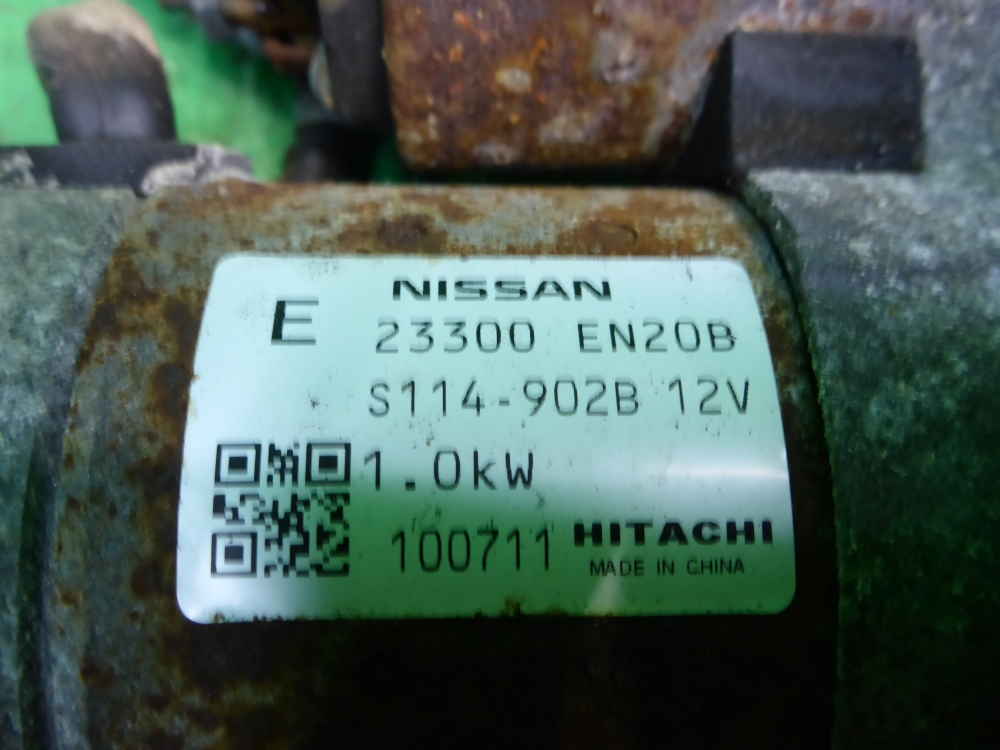 NISSAN
E 23300 EN20B
S114-902B 12V
1.0kW
100711 HITACHI
MADE IN CHINA